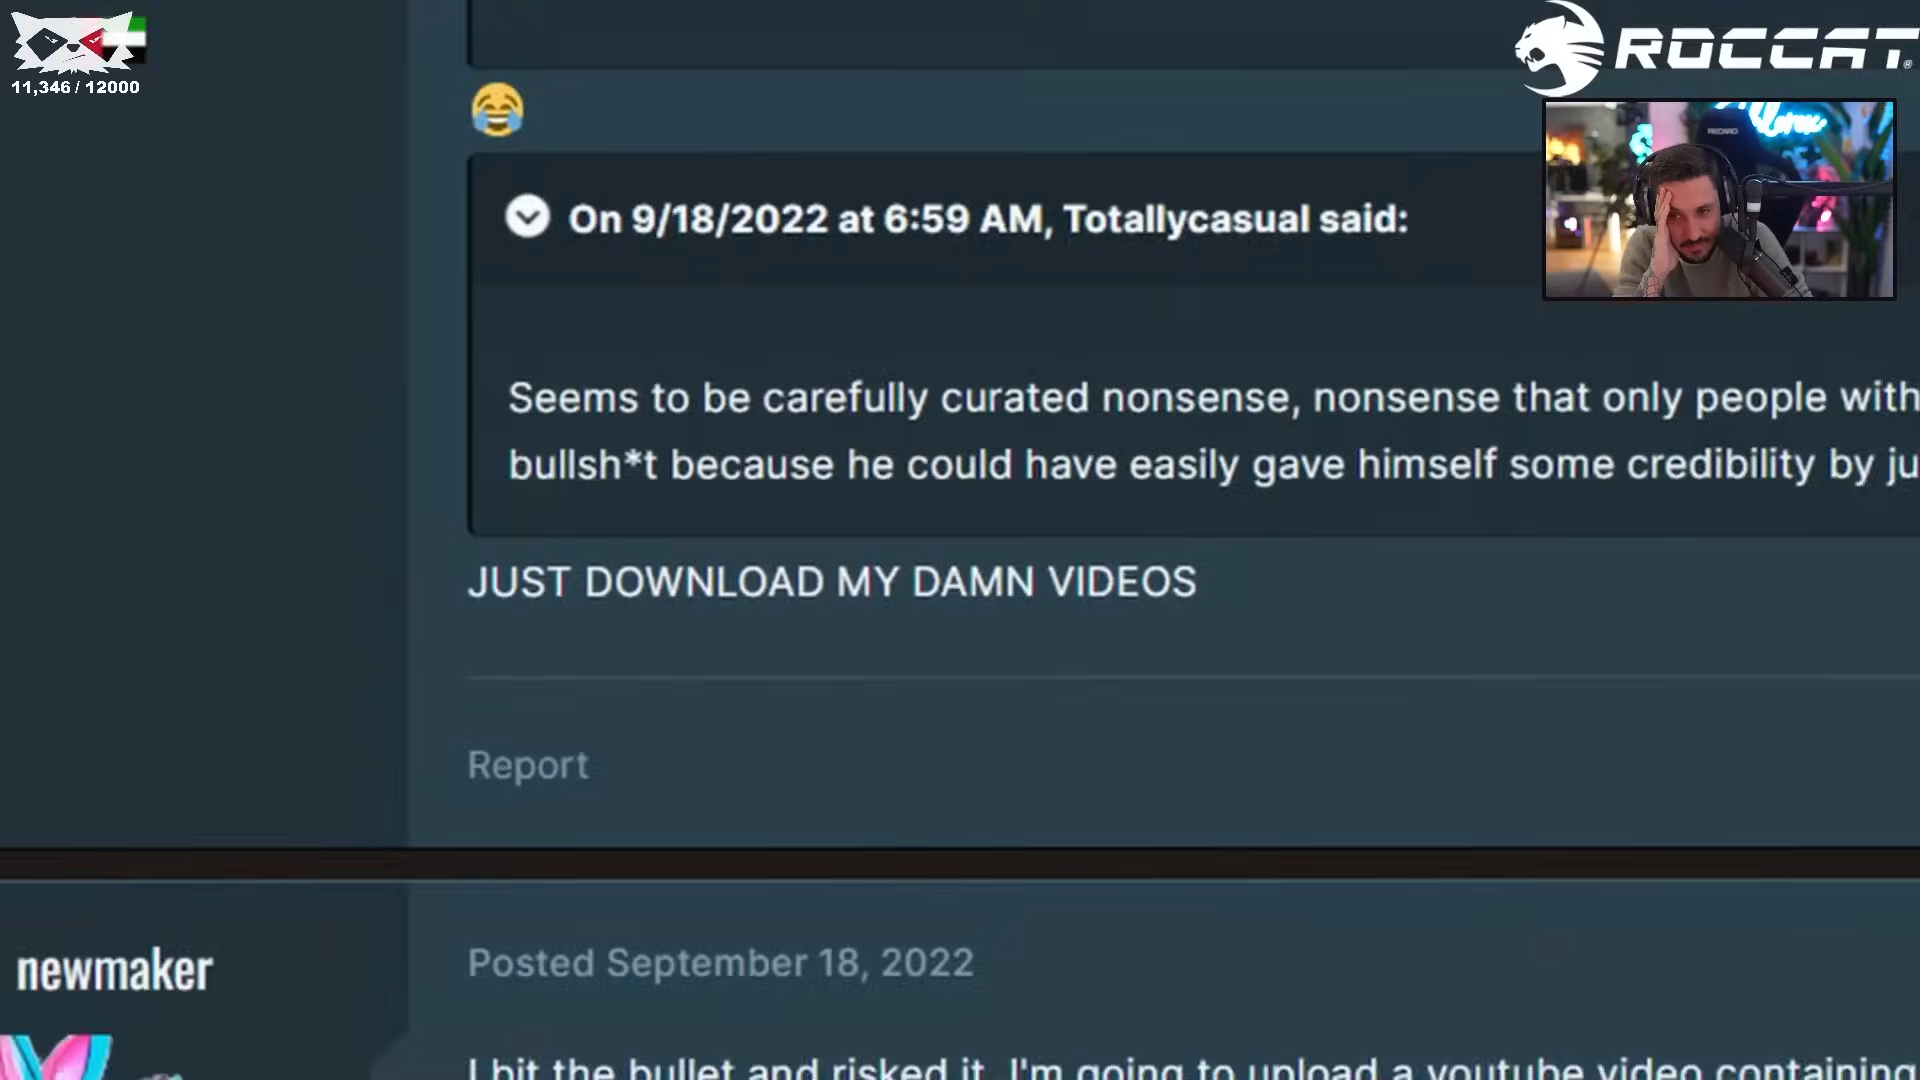 11,346 / 12000
ROCCAT
RECARO
On 9/18/2022 at 6:59 AM, Totallycasual said:
Seems to be carefully curated nonsense, nonsense that only people with
bullsh*t because he could have easily gave himself some credibility by ju
JUST DOWNLOAD MY DAMN VIDEOS
Report
newmaker
Posted September 18, 2022
I bit the bullet and risked it. I'm going to upload a youtube video containing